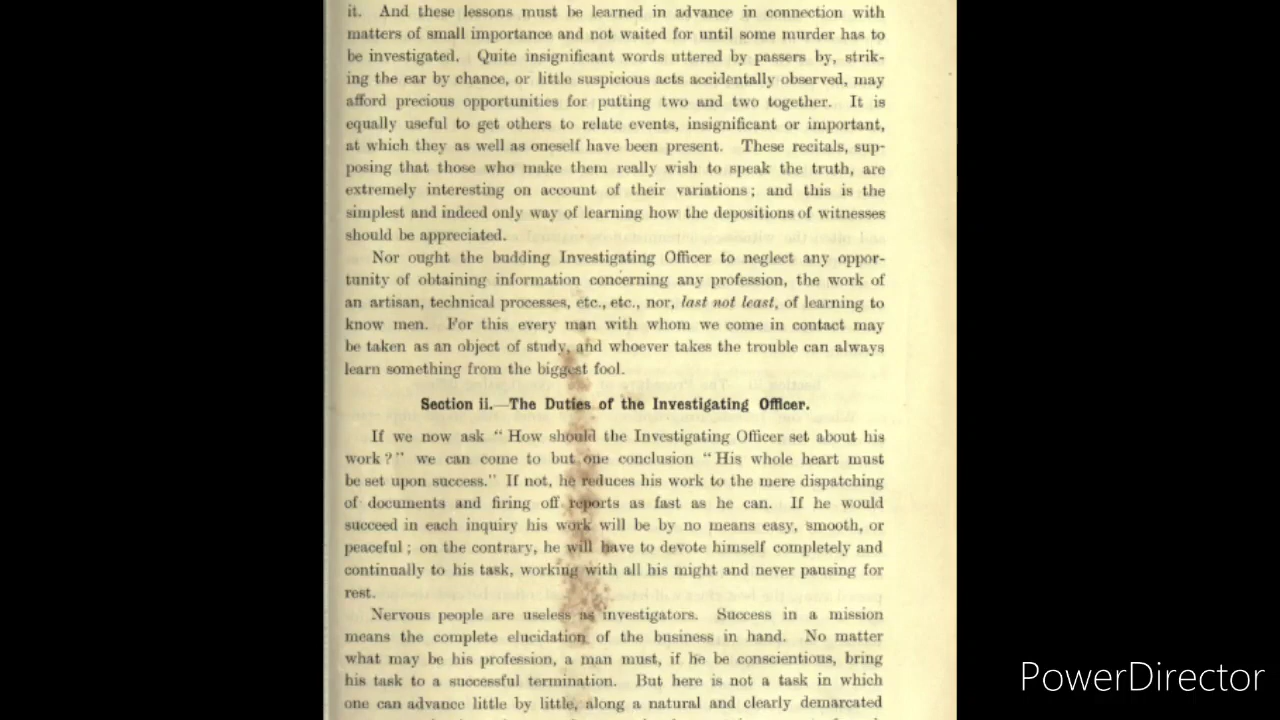 it. And these lessons must be learned in advance in connection with
matters of small importance and not waited for until some murder has to
be investigated. Quite insignificant words uttered by passers by, strik-
ing the ear by chance, or little suspicious acts accidentally observed, may
afford precious opportunities for putting two and two together. It is
equally useful to get others to relate events, insignificant or important,
at which they as well as oneself have been present. These recitals, sup-
posing that those who make them really wish to speak the truth, are
extremely interesting on account of their variations; and this is the
simplest and indeed only way of learning how the depositions of witnesses
should be appreciated.
Nor ought the budding Investigating Officer to neglect any oppor-
tunity of obtaining information concerning any profession, the work of
an artisan, technical processes, etc., etc., nor, last not least, of learning to
know men. For this every man with whom we come in contact may
be taken as an object of study, and whoever takes the trouble can always
learn something from the biggest fool.
Section ii.—The Duties of the Investigating Officer.
If we now ask "How should the Investigating Officer set about his
work?" we can come to but one conclusion "His whole heart must
be set upon success." If not, he reduces his work to the mere dispatching
of documents and firing off reports as fast as he can. If he would
succeed in each inquiry his work will be by no means easy, smooth, or
peaceful; on the contrary, he will have to devote himself completely and
continually to his task, working with all his might and never pausing for
rest.
Nervous people are useless as investigators. Success in a mission
means the complete elucidation of the business in hand. No matter
what may be his profession, a man must, if he be conscientious, bring
his task to a successful termination. But here is not a task in which
one can advance little by little, along a natural and clearly demarcated
PowerDirector